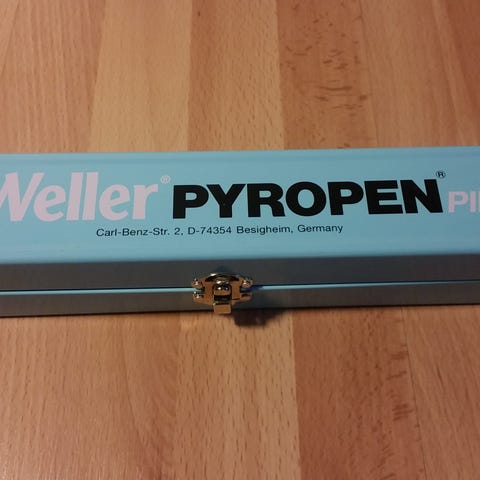 Weller® PYROPEN®
Carl-Benz-Str. 2, D-74354 Besigheim, Germany